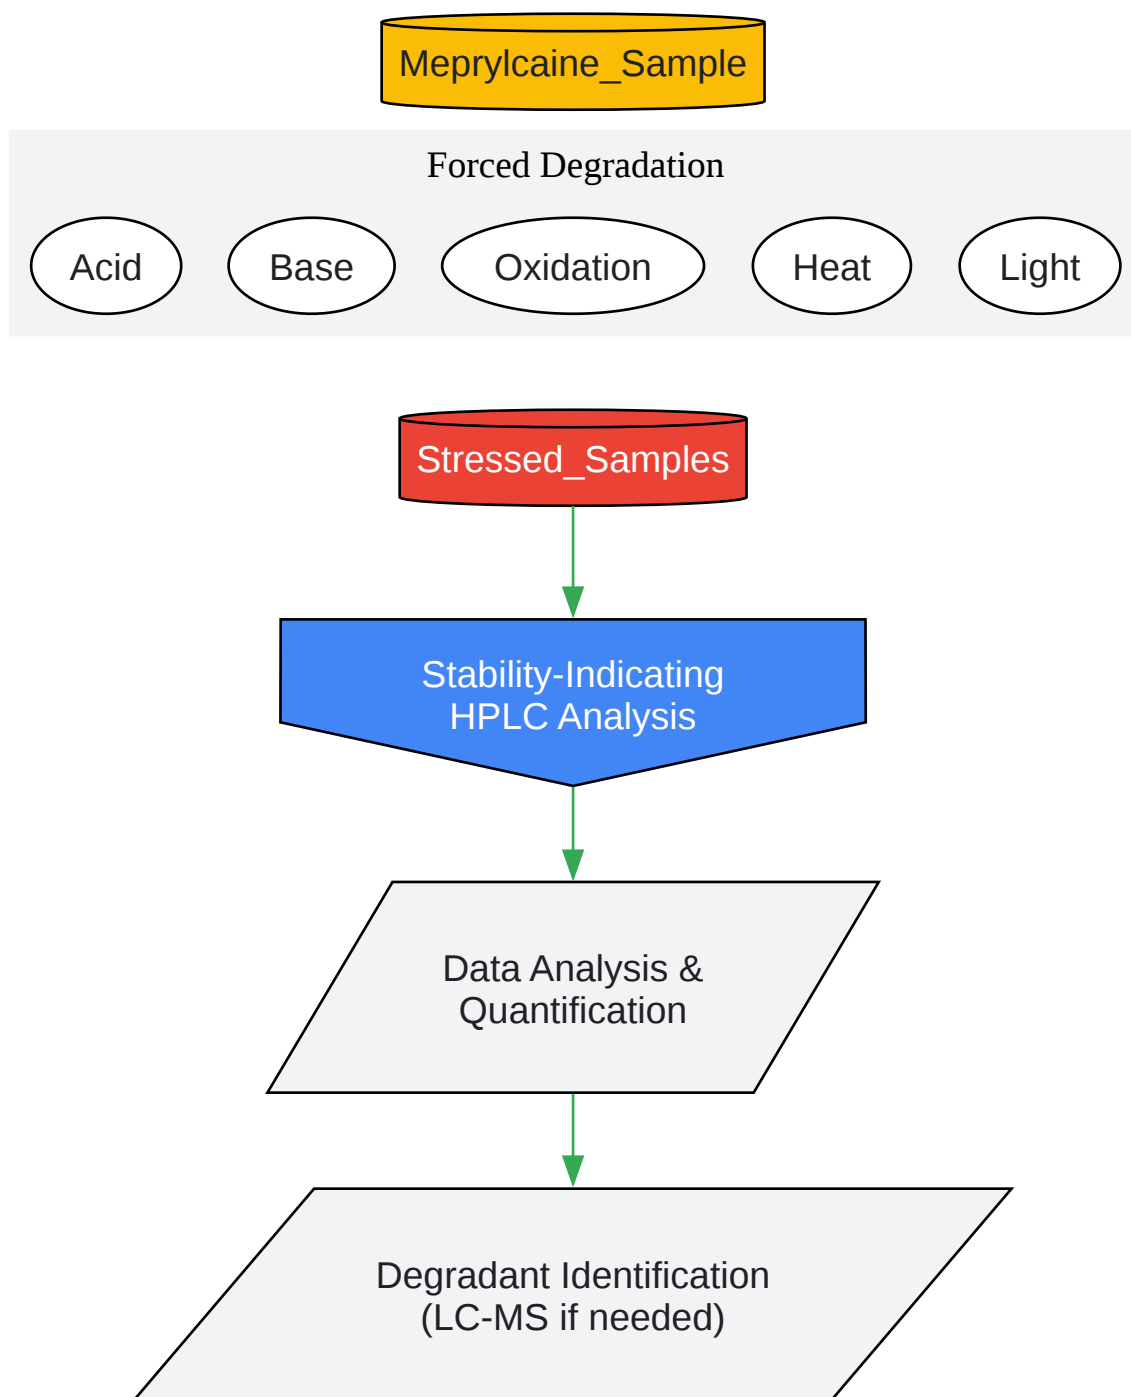 Meprylcaine_Sample
Forced Degradation
Acid
Base
Oxidation
Heat
Light
Stressed_Samples
Stability-Indicating
HPLC Analysis
Data Analysis &
Quantification
Degradant Identification
(LC-MS if needed)